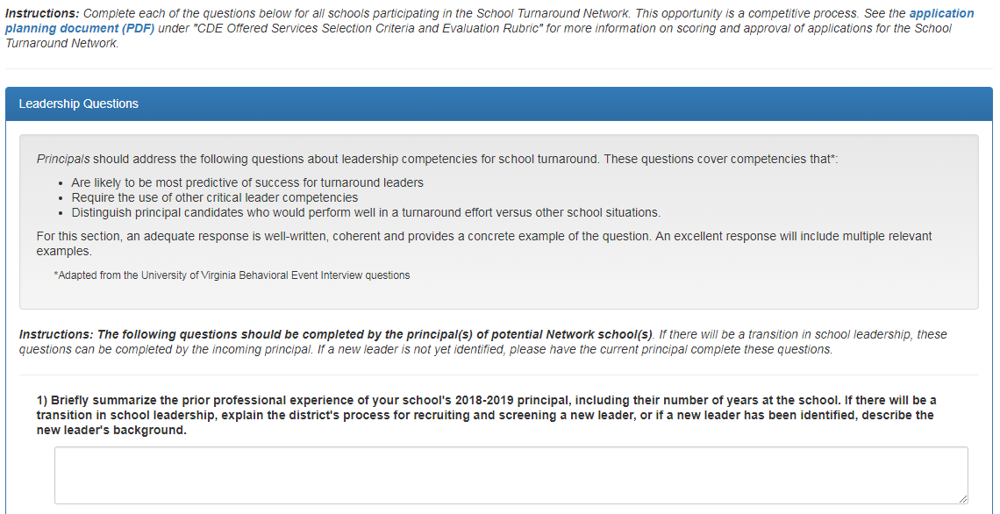 Instructions: Complete each of the questions below for all schools participating in the School Turnaround Network. This opportunity is a competitive process. See the application
planning document (PDF) under "CDE Offered Services Selection Criteria and Evaluation Rubric" for more information on scoring and approval of applications for the School
Turnaround Network.
Leadership Questions
Principals should address the following questions about leadership competencies for school turnaround. These questions cover competencies that*:
• Are likely to be most predictive of success for turnaround leaders
• Require the use of other critical leader competencies
• Distinguish principal candidates who would perform well in a turnaround effort versus other school situations.
For this section, an adequate response is well-written, coherent and provides a concrete example of the question. An excellent response will include multiple relevant
examples.
*Adapted from the University of Virginia Behavioral Event Interview questions
Instructions: The following questions should be completed by the principal(s) of potential Network school(s). If there will be a transition in school leadership, these
questions can be completed by the incoming principal. If a new leader is not yet identified, please have the current principal complete these questions.
1) Briefly summarize the prior professional experience of your school's 2018-2019 principal, including their number of years at the school. If there will be a
transition in school leadership, explain the district's process for recruiting and screening a new leader, or if a new leader has been identified, describe the
new leader's background.